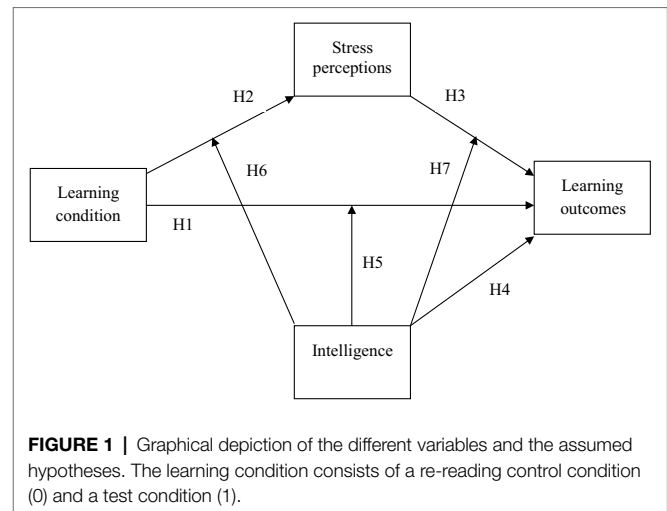 Stress
perceptions
H2
H3
H6
H7
Learning
condition
Learning
outcomes
H1
H5
H4
Intelligence
FIGURE 1 | Graphical depiction of the different variables and the assumed
hypotheses. The learning condition consists of a re-reading control condition
(0) and a test condition (1).